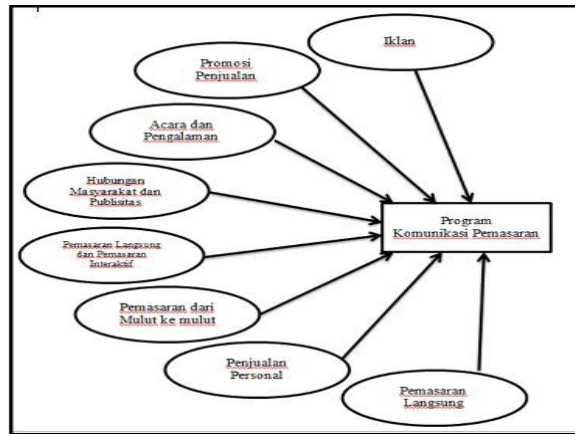 Iklan
Promosi
Penjualan
Acara dan
Pengalaman
Hubungan
Masyarakat dan
Publisitas
Program
Komunikasi Pemasaran
Pemasaran Langsong
dan Pemasaran
Interaktif
Pemasaran dari
Mulut ke mulut
Penjualan
Personal
Pemasaran
Langsung